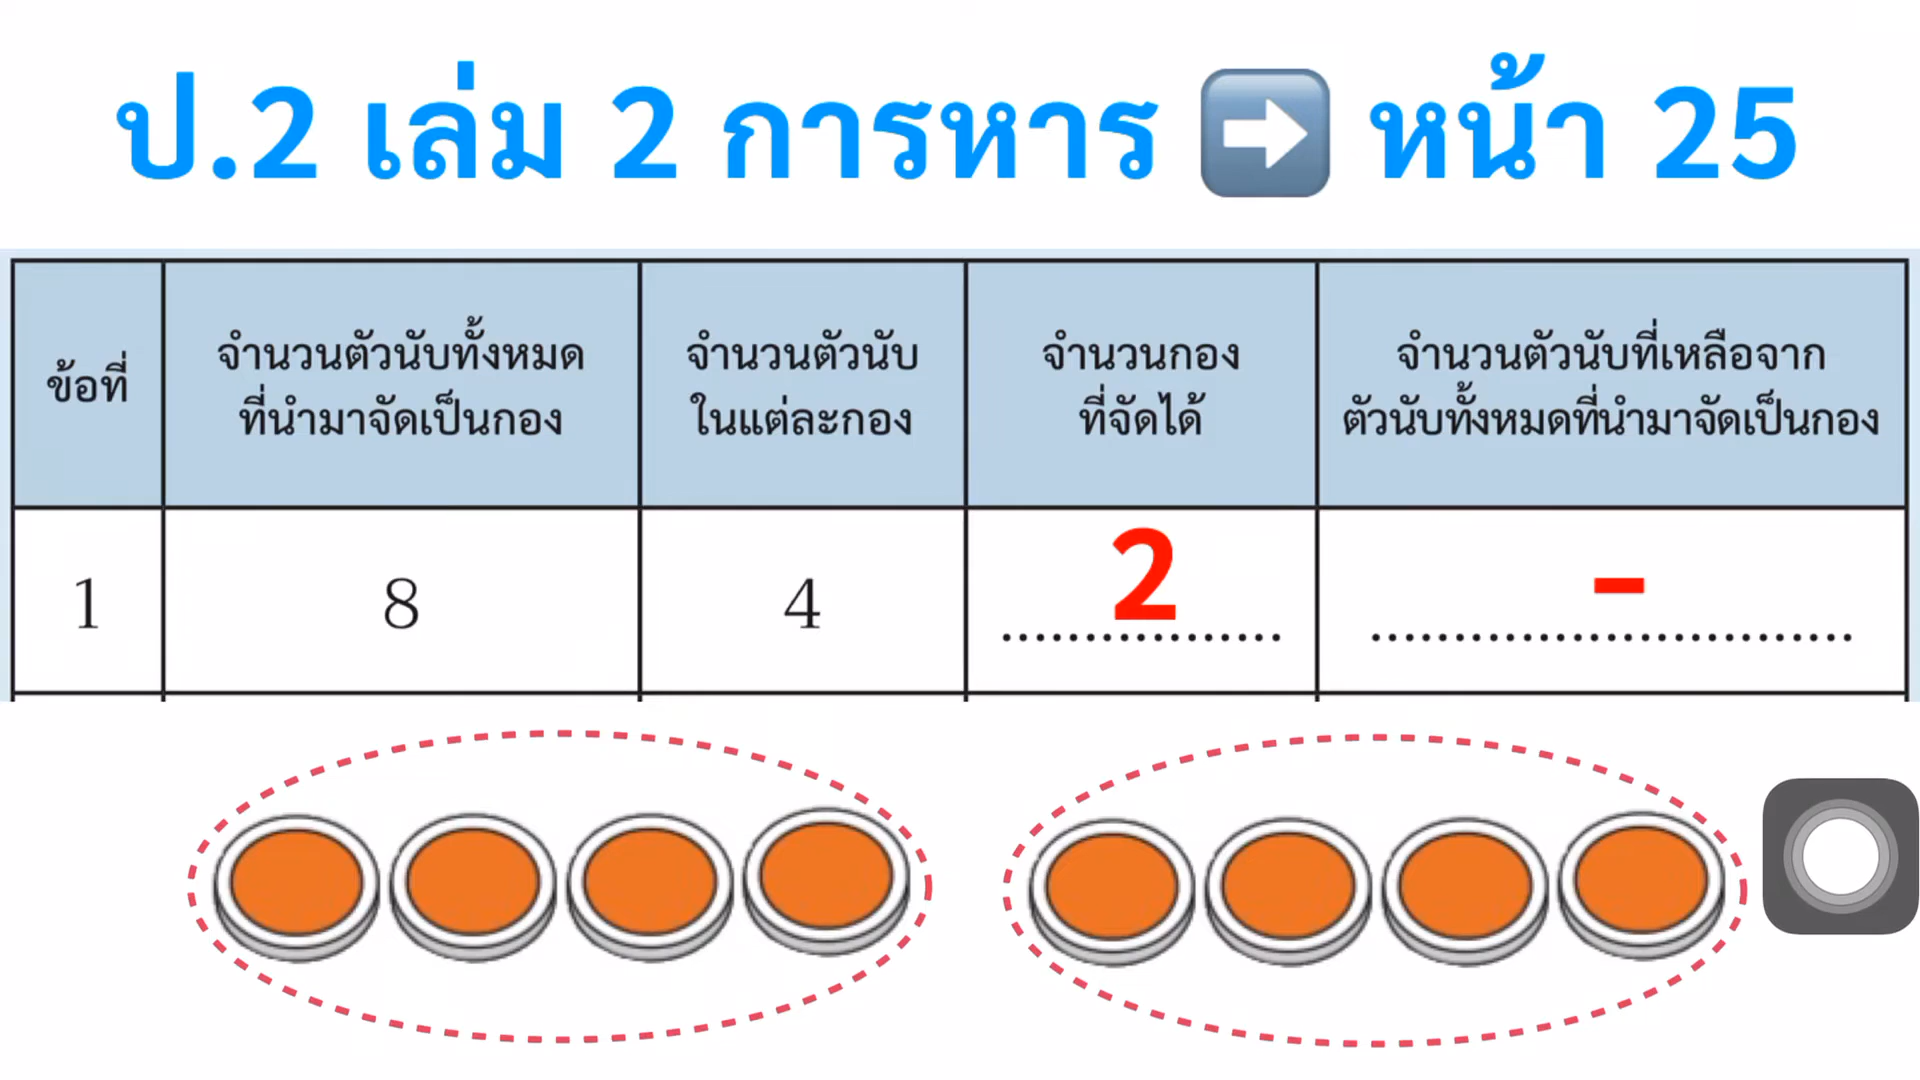 ป.2 เล่ม 2 การหาร ➡️ หน้า 25
ข้อที่
จำนวนตัวนับทั้งหมด
ที่นำมาจัดเป็นกอง
จำนวนตัวนับ
ในแต่ละกอง
จำนวนกอง
ที่จัดได้
จำนวนตัวนับที่เหลือจาก
ตัวนับทั้งหมดที่นำมาจัดเป็นกอง
1 8 4 2 -